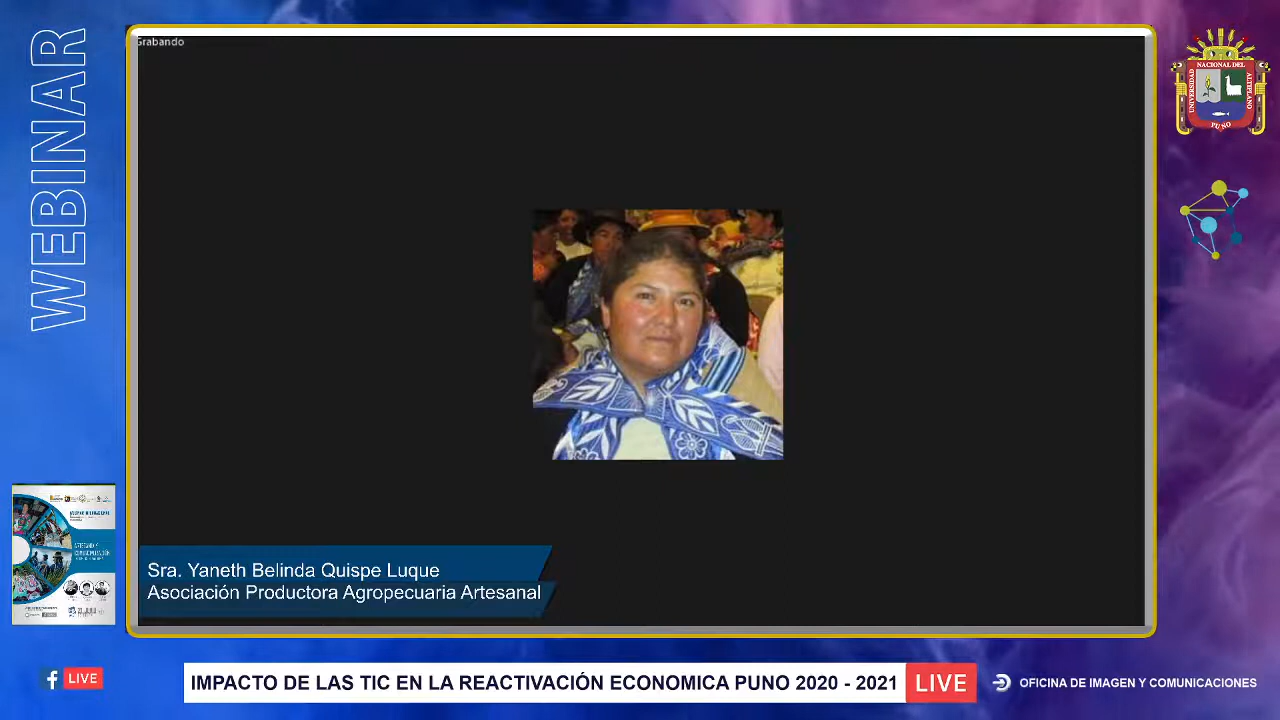 WEBINAR
Grabando
UNIVERSIDAD
NACIONAL DEL
ALTIPLANO
PUNO
Sra. Yaneth Belinda Quispe Luque
Asociación Productora Agropecuaria Artesanal
LIVE
IMPACTO DE LAS TIC EN LA REACTIVACIÓN ECONOMICA PUNO 2020 - 2021
LIVE
OFICINA DE IMAGEN Y COMUNICACIONES